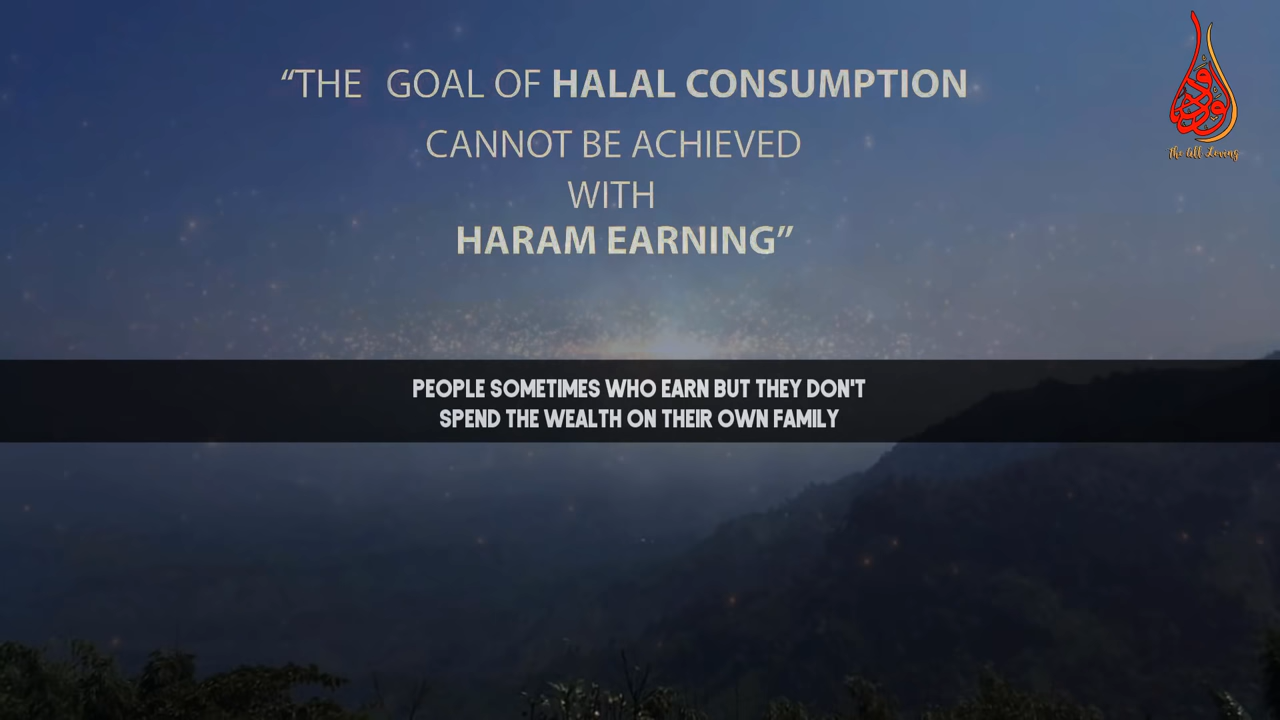 “THE GOAL OF HALAL CONSUMPTION
CANNOT BE ACHIEVED
WITH
HARAM EARNING”
The All Loving
PEOPLE SOMETIMES WHO EARN BUT THEY DON'T
SPEND THE WEALTH ON THEIR OWN FAMILY